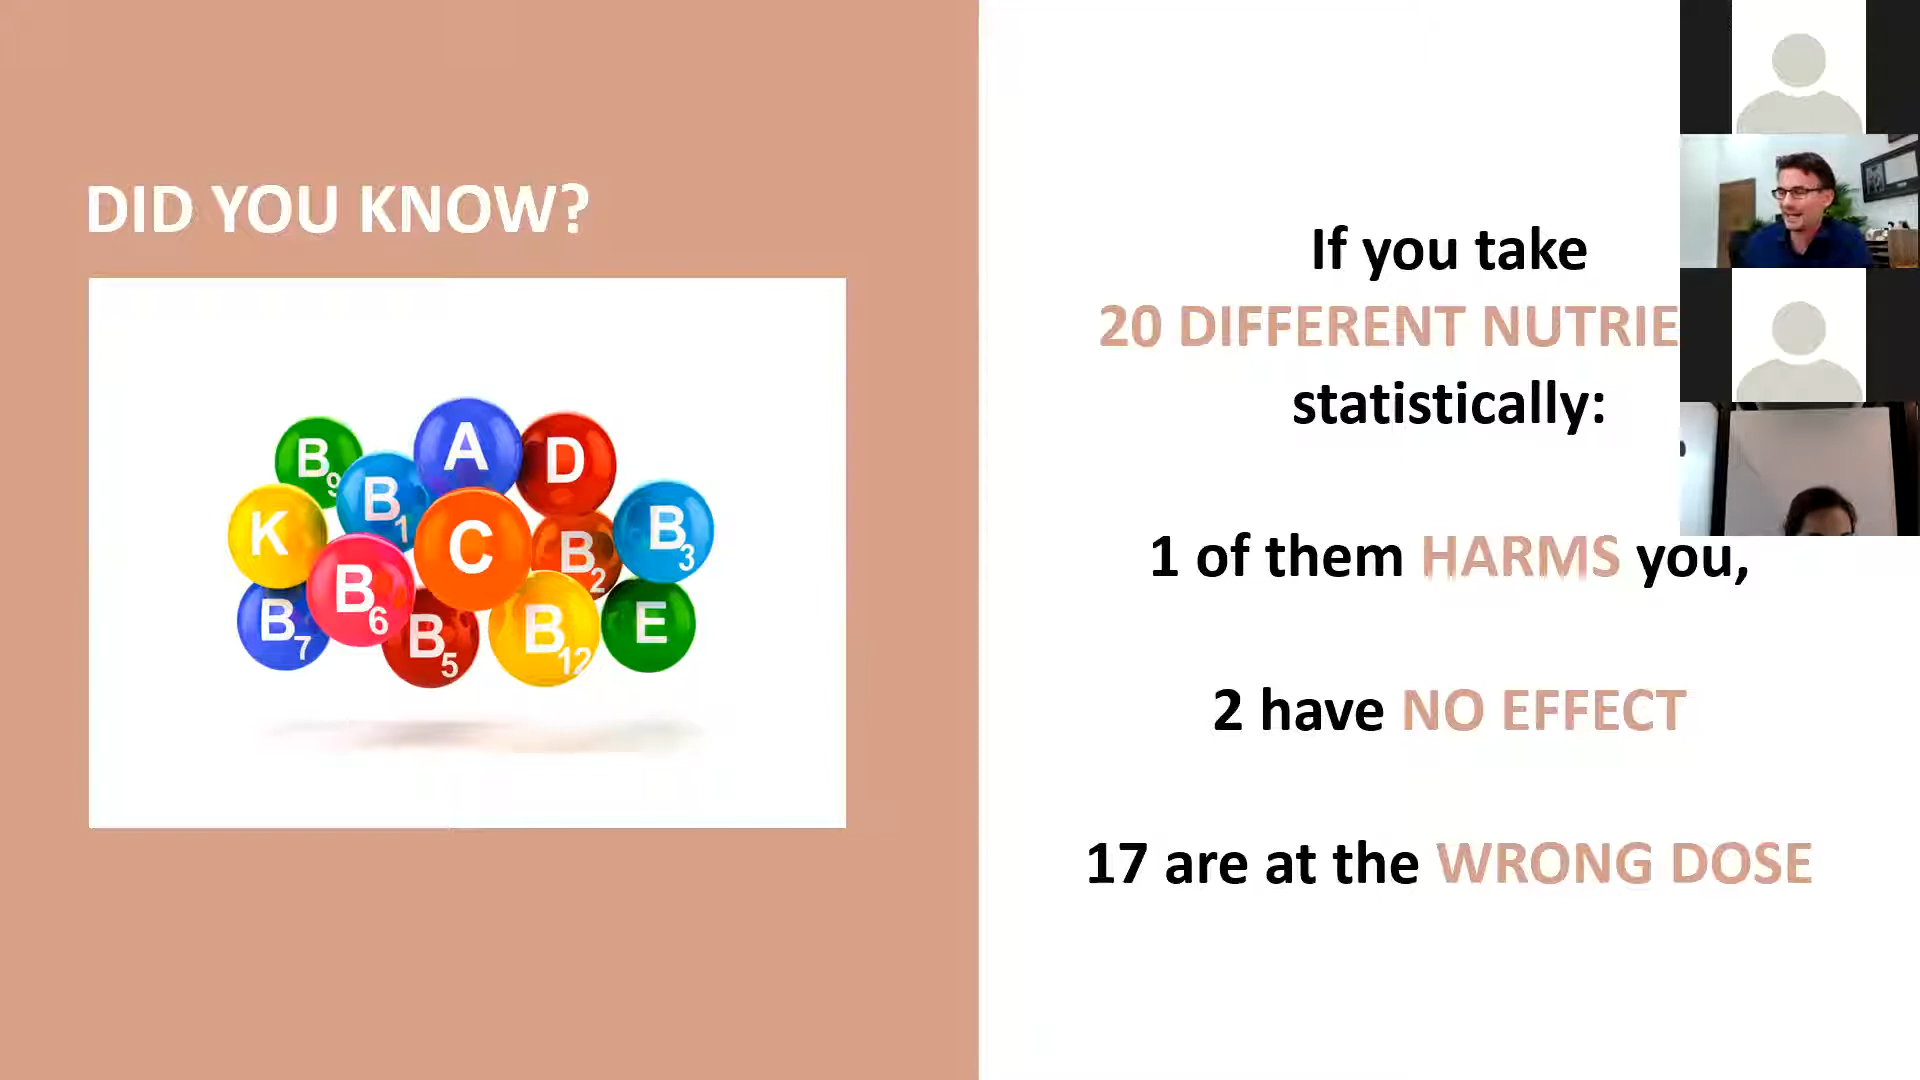 DID YOU KNOW?
B9
B1
A
D
K
B6
C
B2
B3
B7
B5
B12
E
If you take
20 DIFFERENT NUTRIE
statistically:
1 of them HARMS you,
2 have NO EFFECT
17 are at the WRONG DOSE